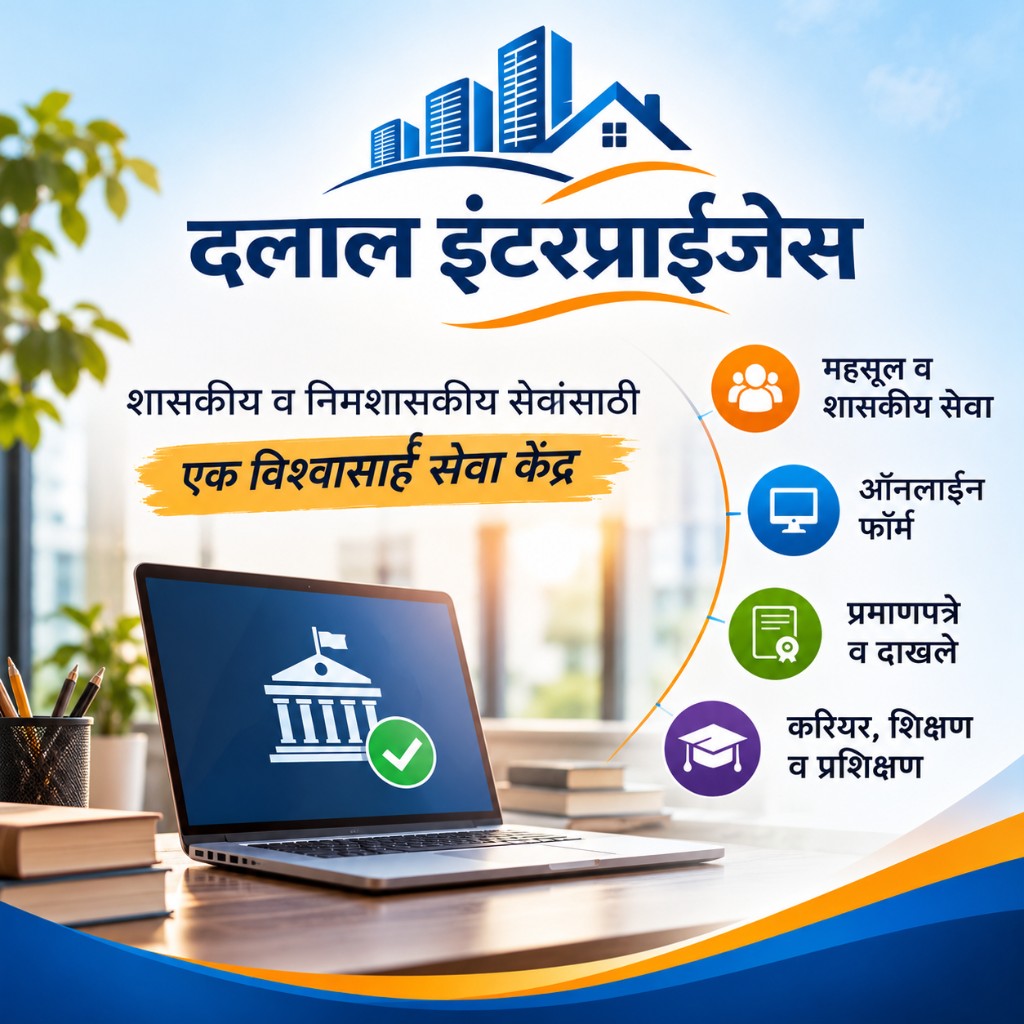 दलाल इंटरप्राईजेस
शासकीय व निमशासकीय सेवांसाठी
एक विश्वासार्ह सेवा केंद्र
महसूल व
शासकीय सेवा
ऑनलाईन
फॉर्म
प्रमाणपत्रे
व दाखले
करियर, शिक्षण
व प्रशिक्षण